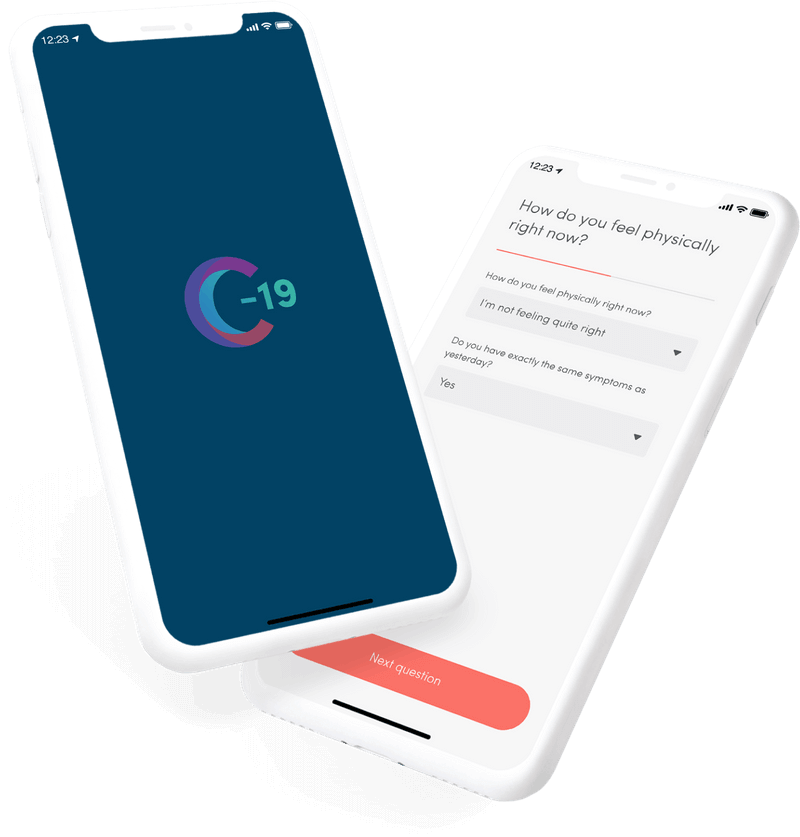 12:23
C-19
12:23
How do you feel physically
right now?
How do you feel physically right now?
I'm not feeling quite right
Do you have exactly the same symptoms as
yesterday?
Yes
Next question